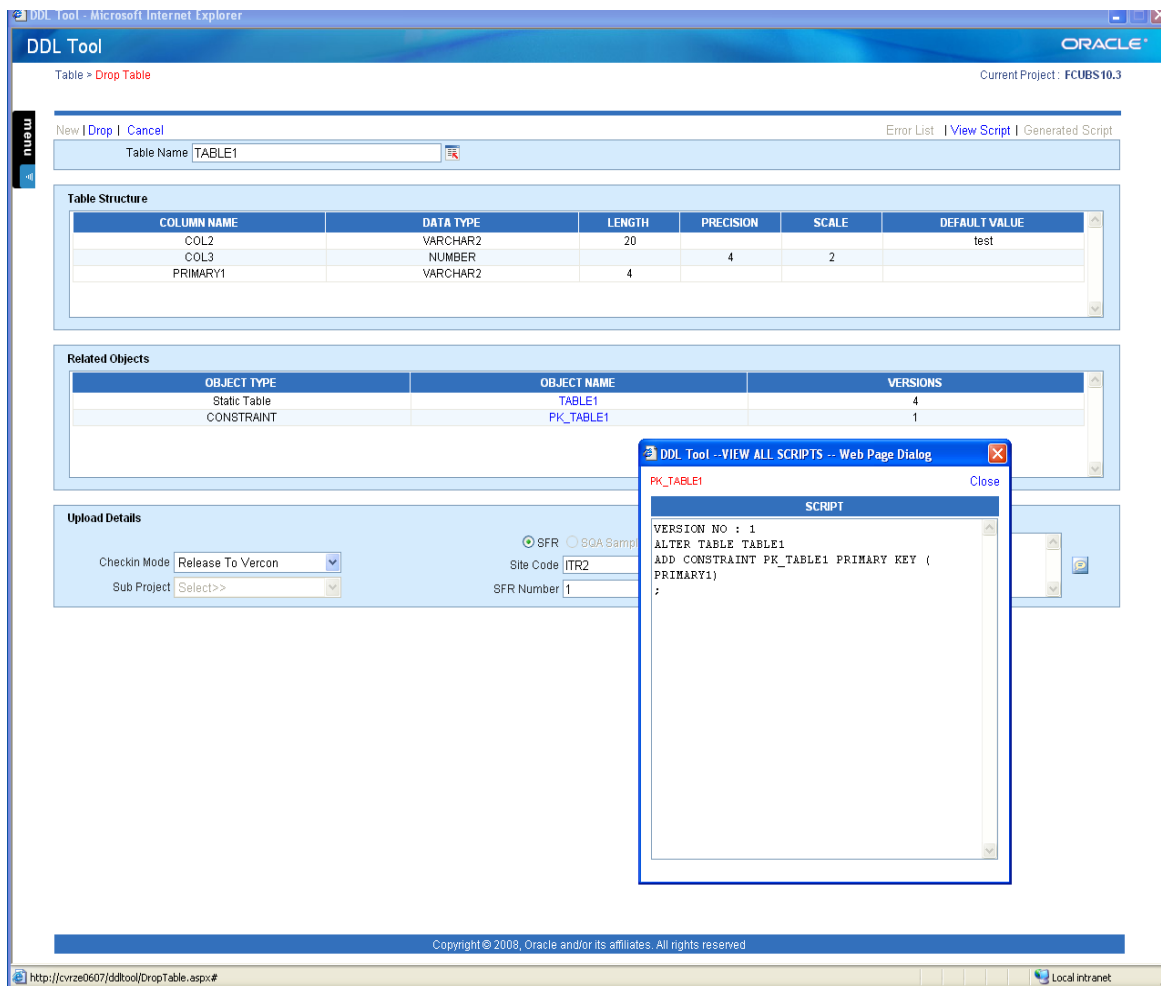 DDL Tool - Microsoft Internet Explorer
DDL Tool
ORACLE
Table > Drop Table
Current Project : FCUBS10.3
menu
New | Drop | Cancel
Error List | View Script | Generated Script
Table Name TABLE1
Table Structure
COLUMN NAME DATA TYPE LENGTH PRECISION SCALE DEFAULT VALUE
COL2 VARCHAR2 20 test
COL3 NUMBER 4 2
PRIMARY1 VARCHAR2 4
Related Objects
OBJECT TYPE OBJECT NAME VERSIONS
Static Table TABLE1 4
CONSTRAINT PK_TABLE1 1
Upload Details
SFR SQA Sampl
Checkin Mode Release To Vercon
Site Code ITR2
Sub Project Select>>
SFR Number 1
DDL Tool --VIEW ALL SCRIPTS -- Web Page Dialog
PK_TABLE1 Close
SCRIPT
VERSION NO : 1
ALTER TABLE TABLE1
ADD CONSTRAINT PK_TABLE1 PRIMARY KEY (
PRIMARY1)
;
Copyright © 2008, Oracle and/or its affiliates. All rights reserved
http://cvrze0607/ddltool/DropTable.aspx#
Local intranet